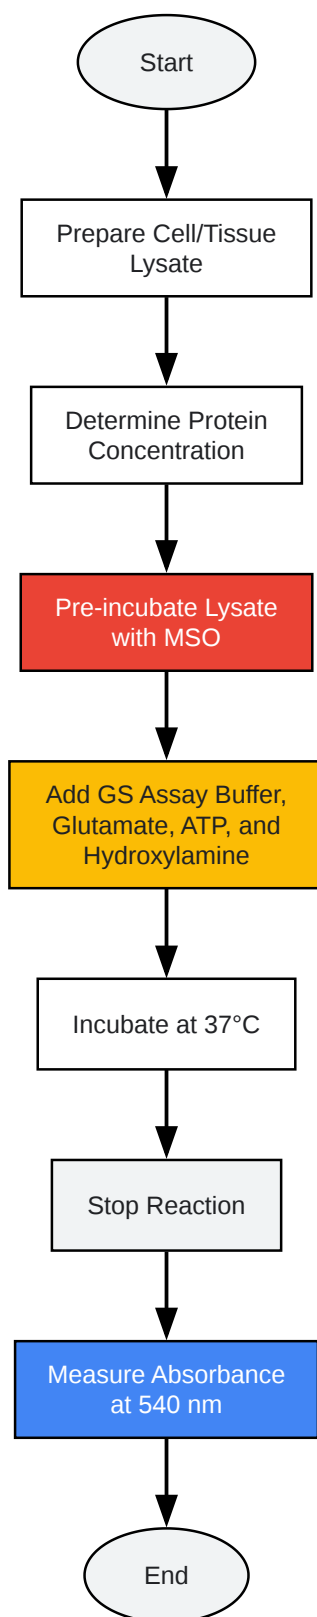 Start
Prepare Cell/Tissue
Lysate
Determine Protein
Concentration
Pre-incubate Lysate
with MSO
Add GS Assay Buffer,
Glutamate, ATP, and
Hydroxylamine
Incubate at 37°C
Stop Reaction
Measure Absorbance
at 540 nm
End